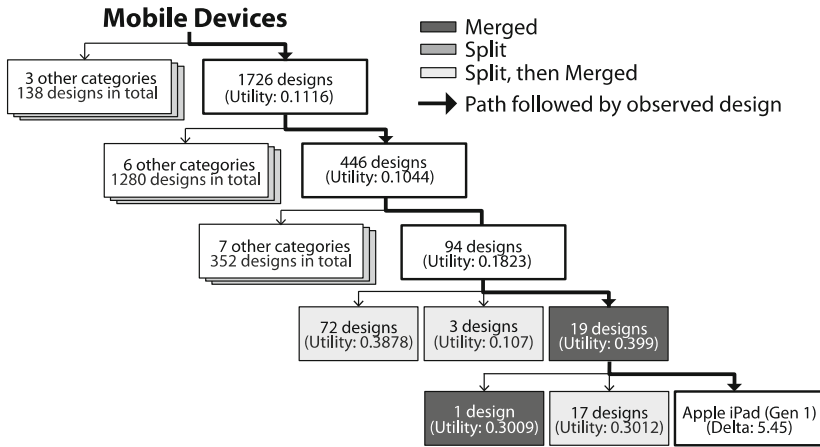 Mobile Devices
Merged
Split
Split, then Merged
Path followed by observed design
3 other categories
138 designs in total
1726 designs
(Utility: 0.1116)
6 other categories
1280 designs in total
446 designs
(Utility: 0.1044)
7 other categories
352 designs in total
94 designs
(Utility: 0.1823)
72 designs
(Utility: 0.3878)
3 designs
(Utility: 0.107)
19 designs
(Utility: 0.399)
1 design
(Utility: 0.3009)
17 designs
(Utility: 0.3012)
Apple iPad (Gen 1)
(Delta: 5.45)